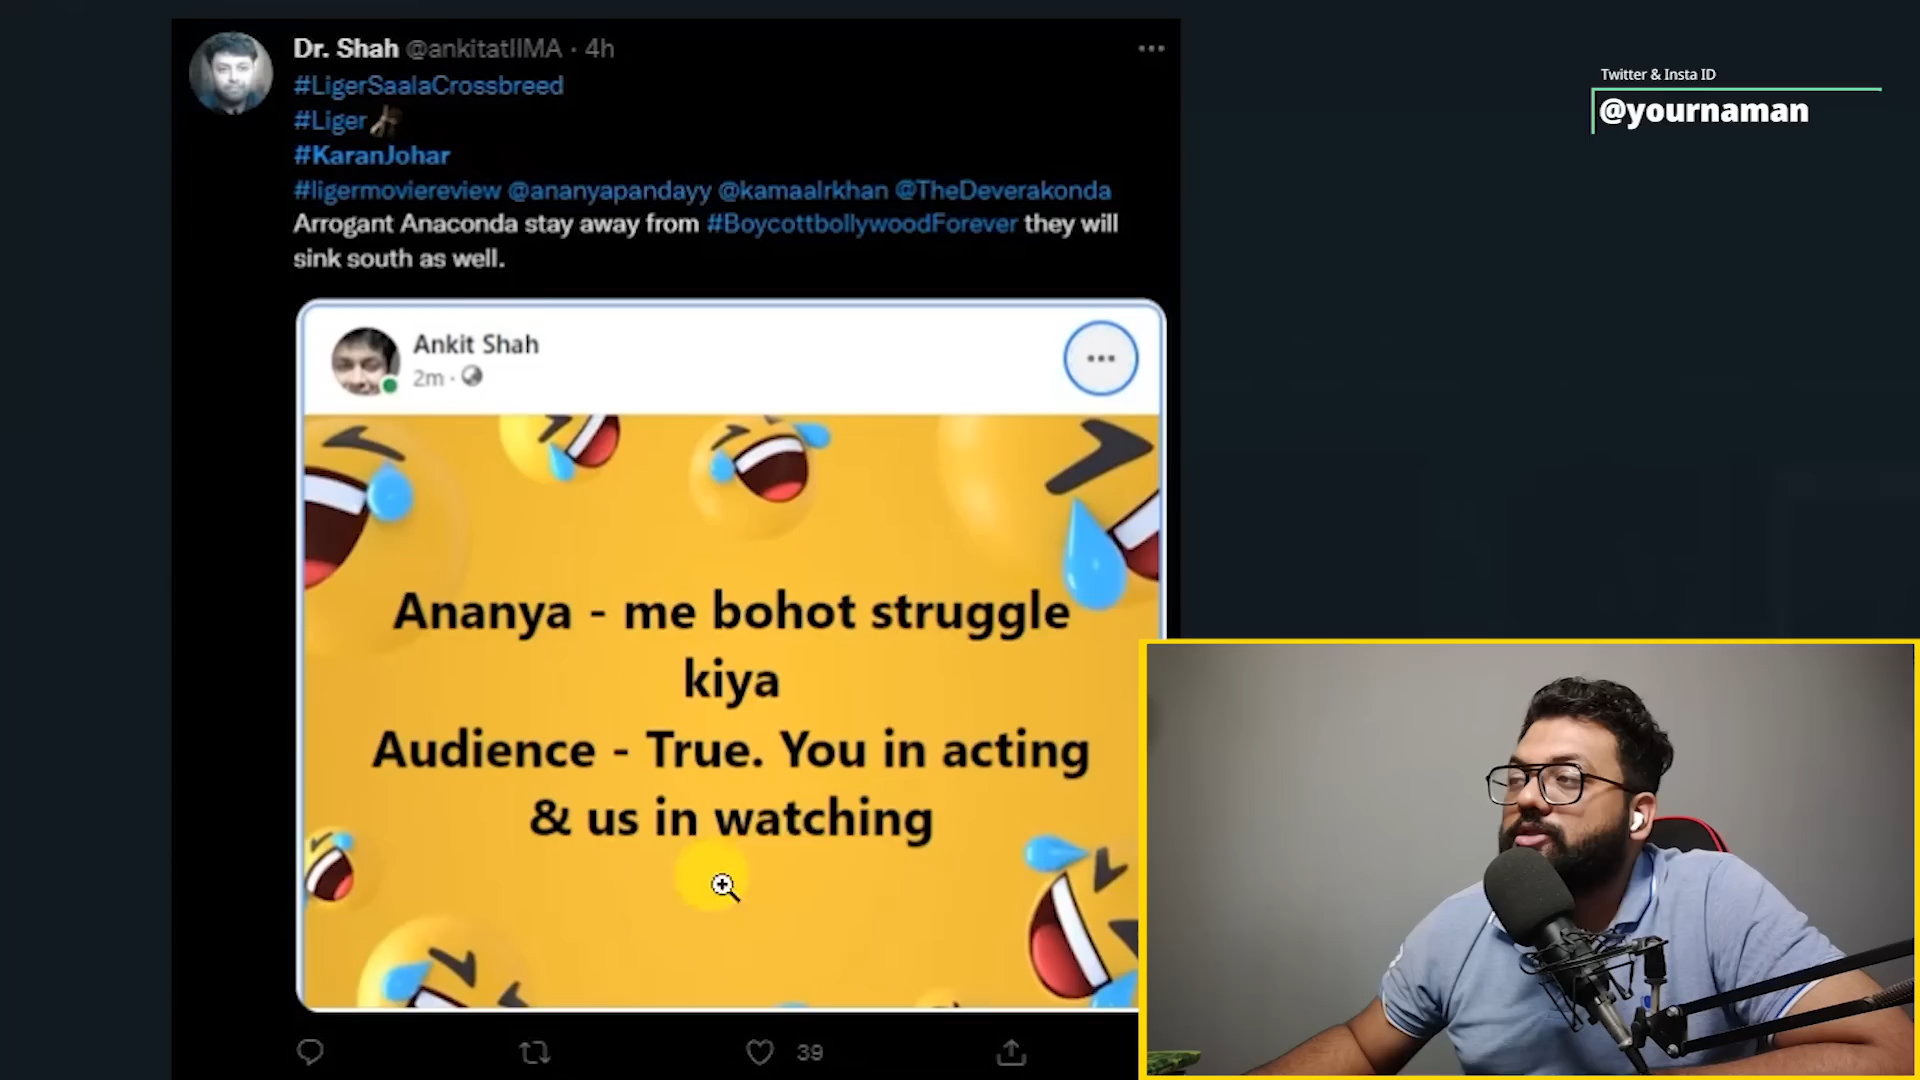 Dr. Shah @ankitatIIMA · 4h
#LigerSaalaCrossbreed
#Liger
#KaranJohar
#ligermoviereview @ananyapandayy @kamaalrkhan @TheDeverakonda
Arrogant Anaconda stay away from #BoycottbollywoodForever they will
sink south as well.
Ankit Shah
2m ·
Ananya - me bohot struggle
kiya
Audience - True. You in acting
& us in watching
39
Twitter & Insta ID
@yournaman